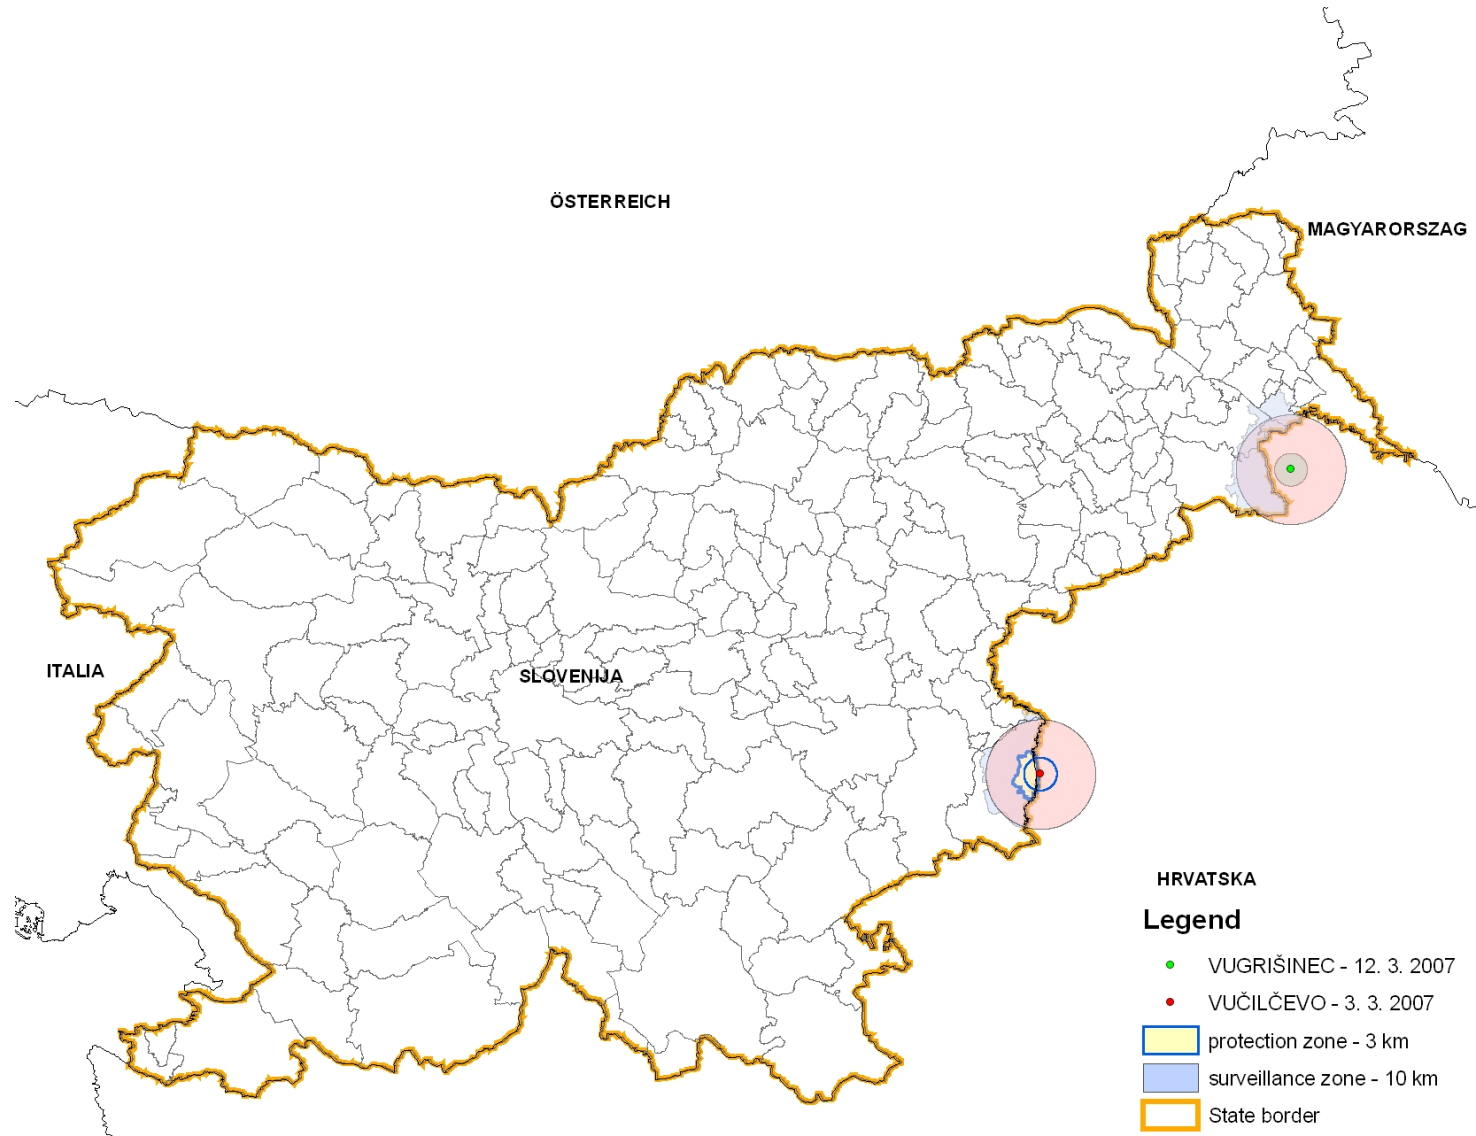 ÖSTERREICH
MAGYARORSZAG
ITALIA
SLOVENIJA
HRVATSKA
Legend
VUGRIŠINEC - 12. 3. 2007
VUČILČEVO - 3. 3. 2007
protection zone - 3 km
surveillance zone - 10 km
State border